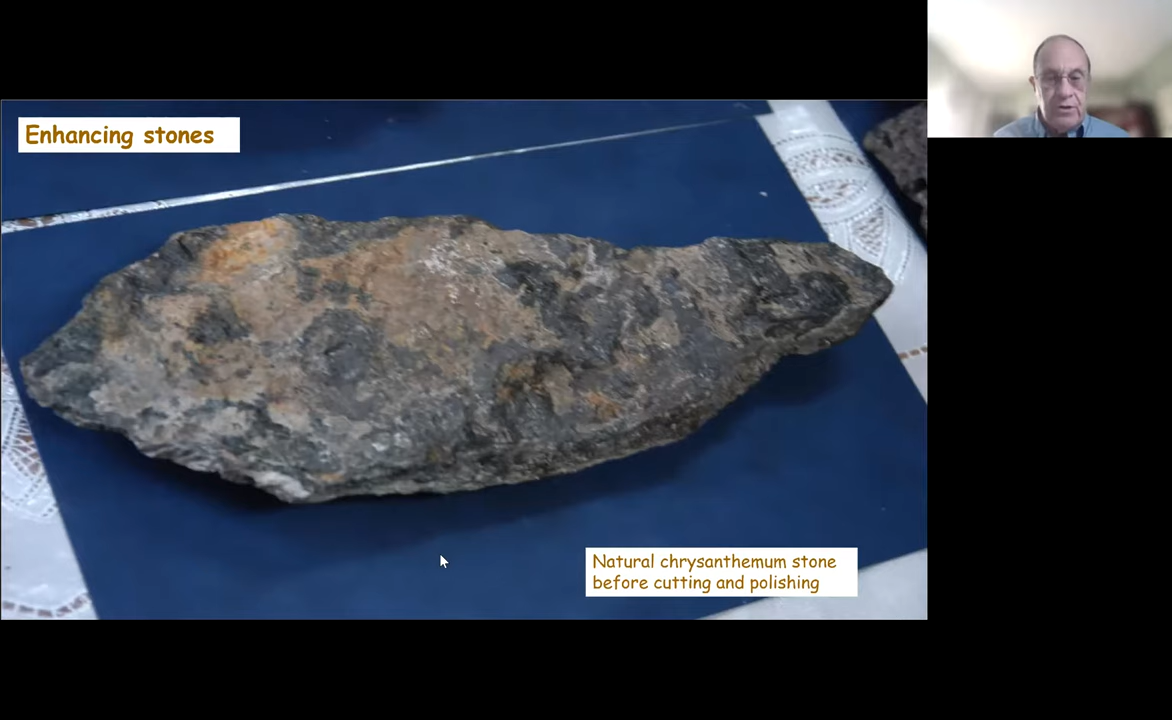 Enhancing stones
Natural chrysanthemum stone
before cutting and polishing